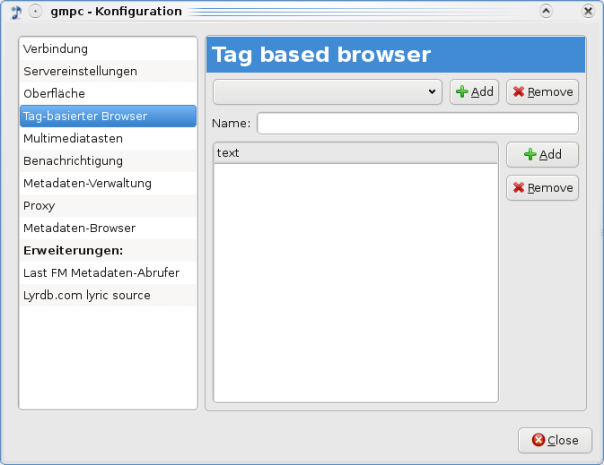 gmpc - Konfiguration
Verbindung
Servereinstellungen
Oberfläche
Tag-basierter Browser
Multimediatasten
Benachrichtigung
Metadaten-Verwaltung
Proxy
Metadaten-Browser
Erweiterungen:
Last FM Metadaten-Abrufer
Lyrdb.com lyric source
Tag based browser
Add Remove
Name:
text
Add
Remove
Close